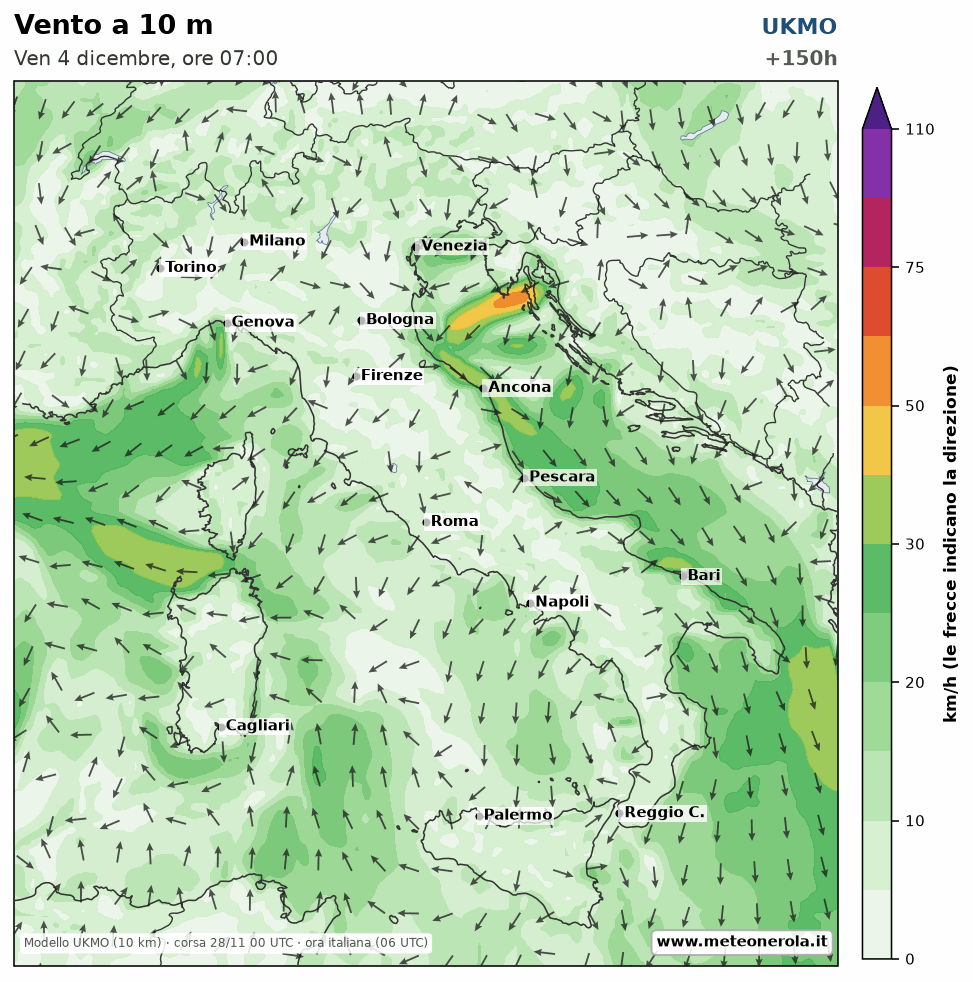 Vento a 10 m
UKMO
Ven 4 dicembre, ore 07:00
+150h
110
75
50
30
20
10
0
km/h (le frecce indicano la direzione)
Milano
Venezia
Torino
Genova
Bologna
Firenze
Ancona
Pescara
Roma
Bari
Napoli
Cagliari
Palermo
Reggio C.
Modello UKMO (10 km) · corsa 28/11 00 UTC · ora italiana (06 UTC)
www.meteonerola.it